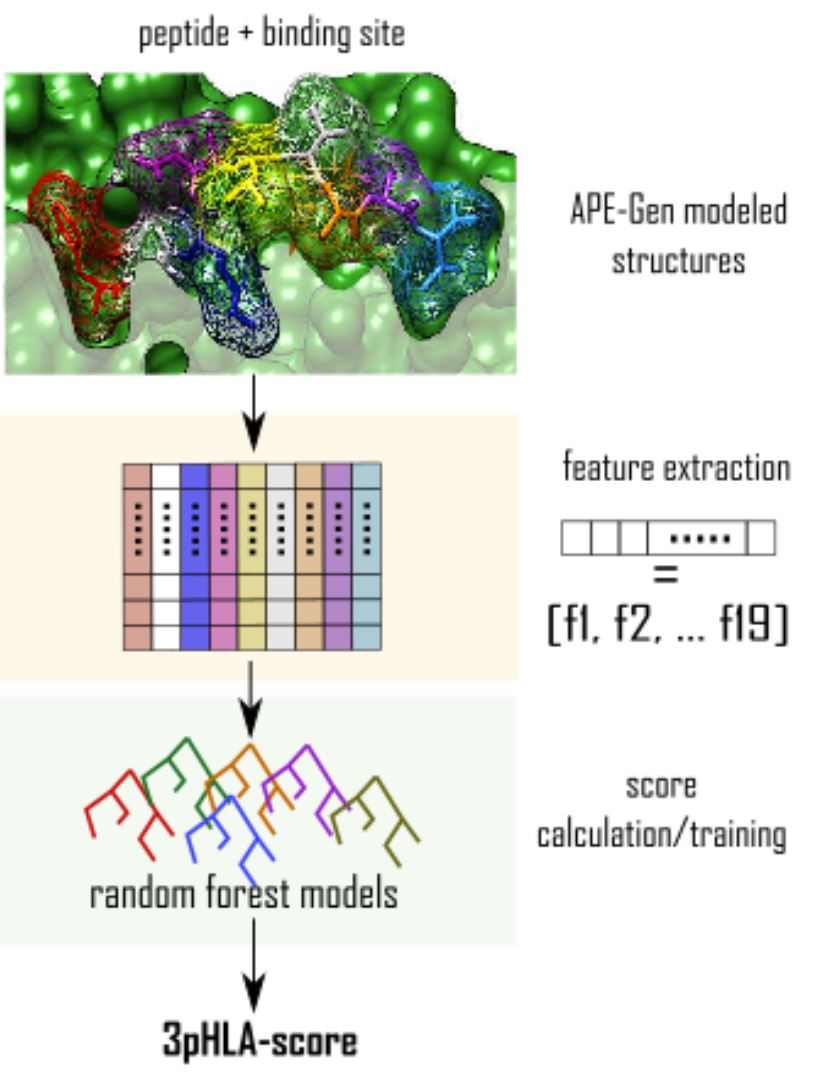 peptide + binding site
APE-Gen modeled
structures
feature extraction
=
[f1, f2, ... f19]
score
calculation/training
random forest models
3pHLA-score